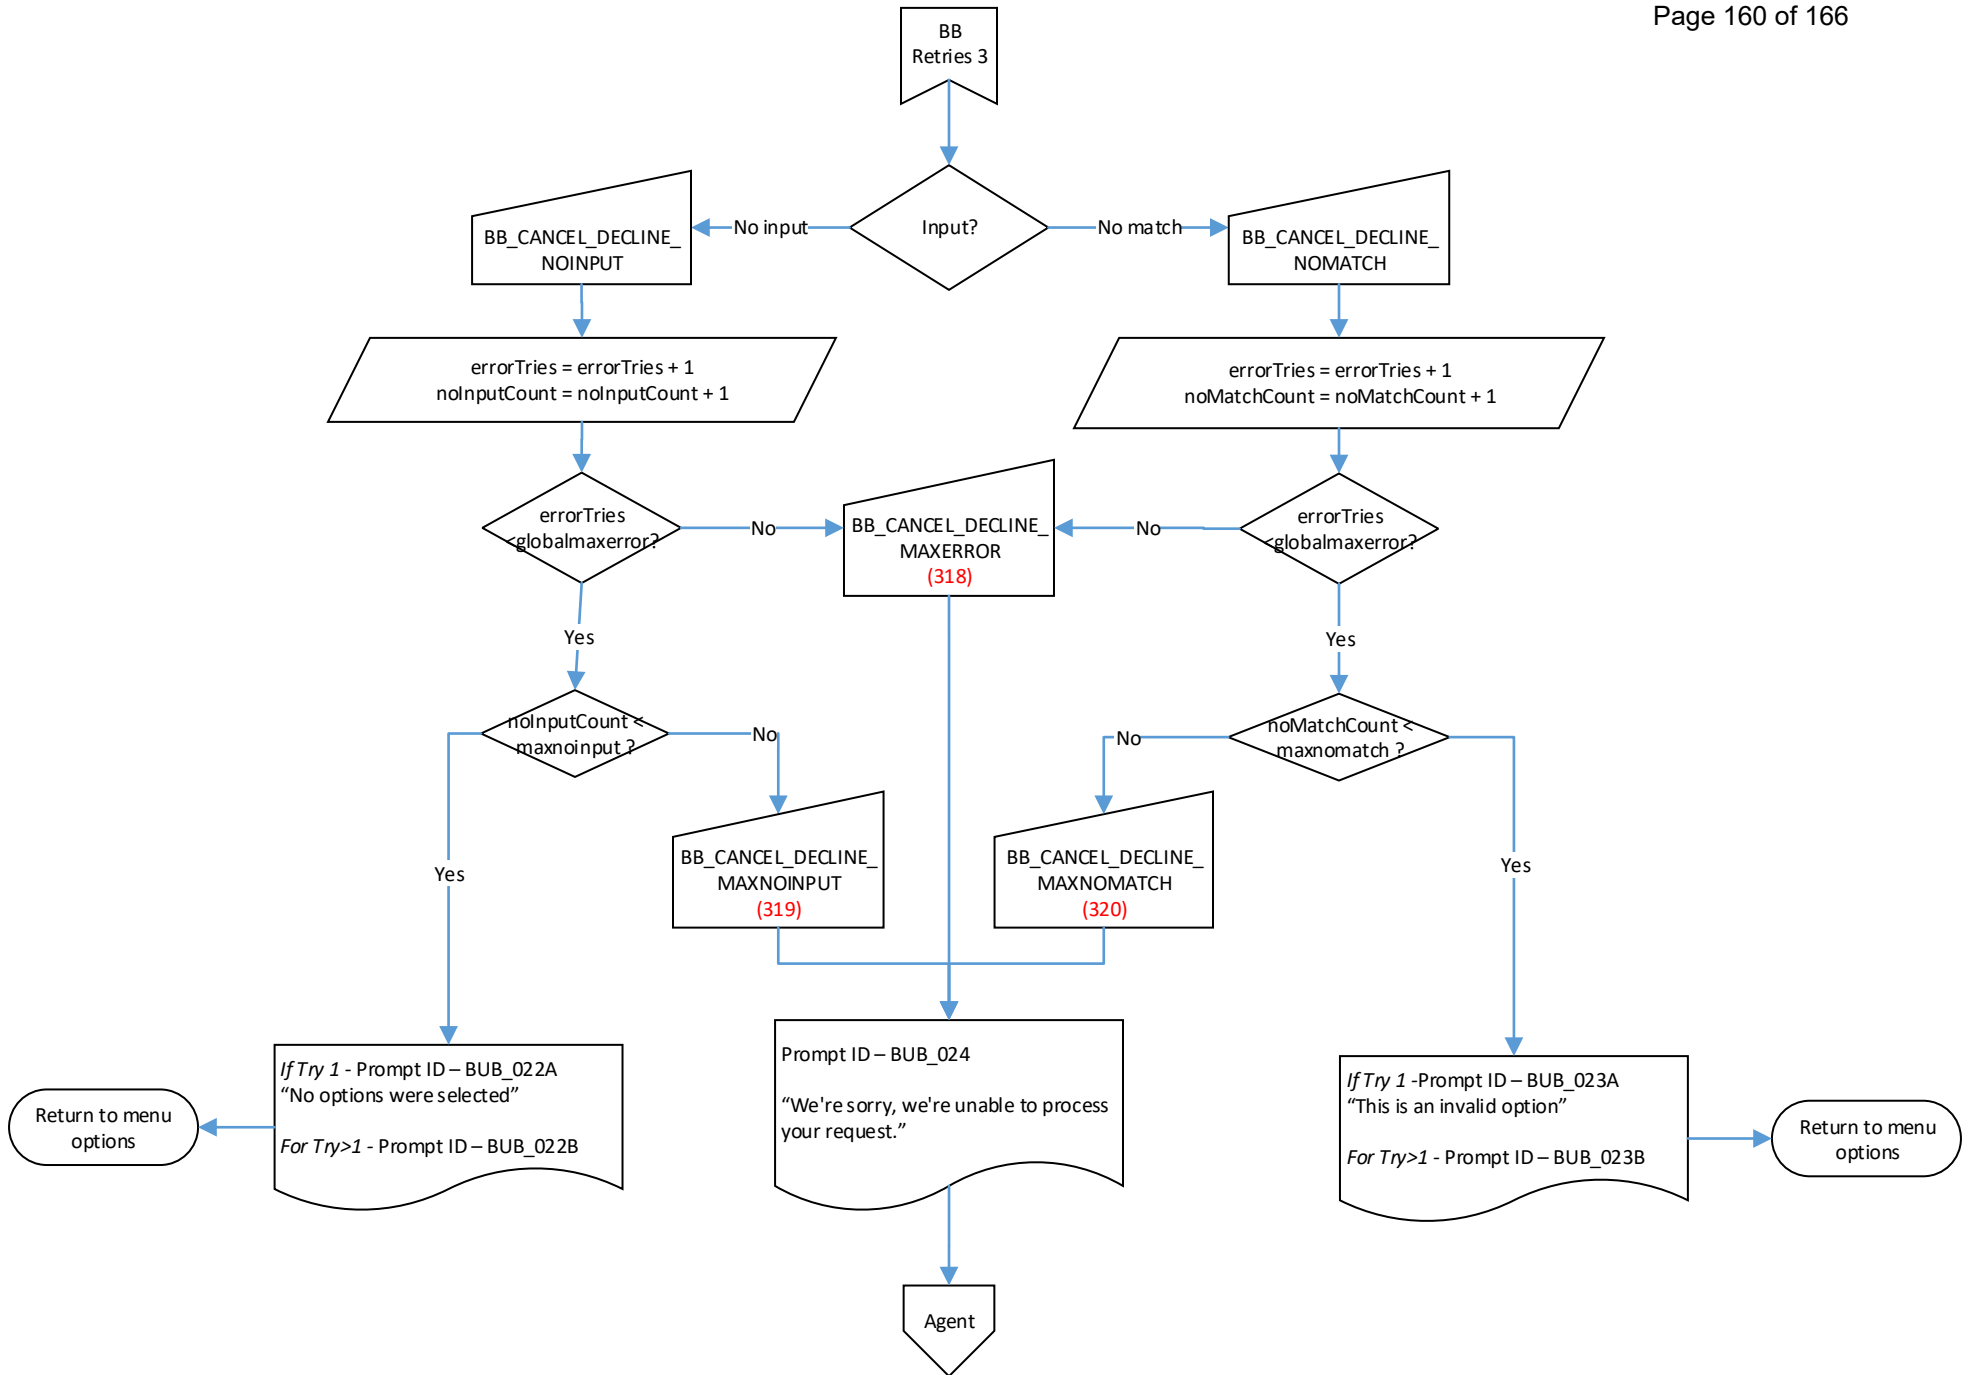 Page 160 of 166
BB
Retries 3
Input?
No input
No match
BB_CANCEL_DECLINE_
NOINPUT
BB_CANCEL_DECLINE_
NOMATCH
errorTries = errorTries + 1
noInputCount = noInputCount + 1
errorTries = errorTries + 1
noMatchCount = noMatchCount + 1
errorTries
<globalmaxerror?
No
BB_CANCEL_DECLINE_
MAXERROR
(318)
No
errorTries
<globalmaxerror?
Yes
Yes
noInputCount <
maxnoinput ?
No
No
noMatchCount <
maxnomatch ?
Yes
BB_CANCEL_DECLINE_
MAXNOINPUT
(319)
BB_CANCEL_DECLINE_
MAXNOMATCH
(320)
Yes
Return to menu
options
If Try 1 - Prompt ID – BUB_022A
“No options were selected”
For Try>1 - Prompt ID – BUB_022B
Prompt ID – BUB_024
“We're sorry, we're unable to process
your request.”
If Try 1 -Prompt ID – BUB_023A
“This is an invalid option”
For Try>1 - Prompt ID – BUB_023B
Return to menu
options
Agent